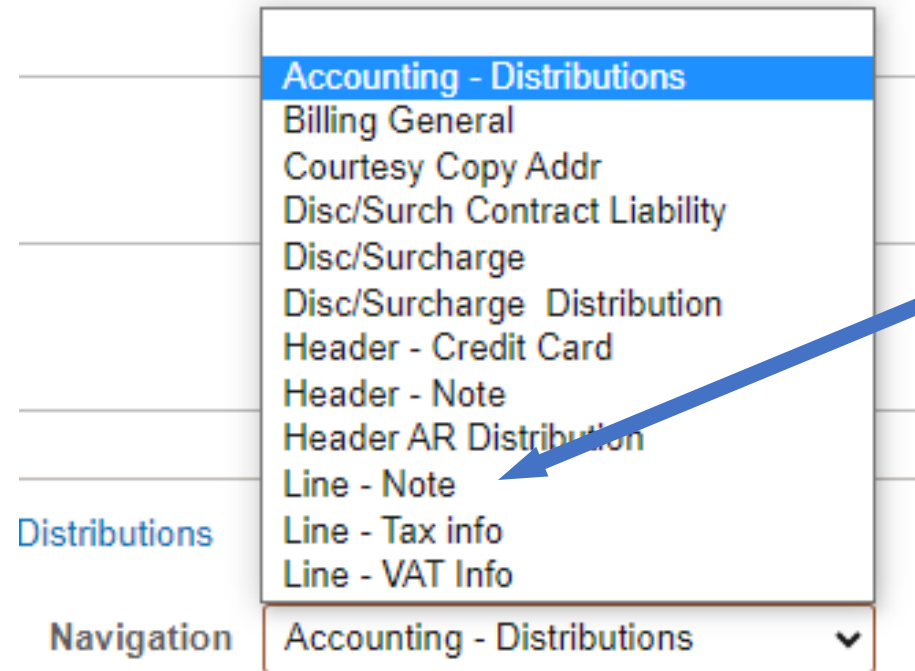 Accounting - Distributions
Billing General
Courtesy Copy Addr
Disc/Surch Contract Liability
Disc/Surcharge
Disc/Surcharge  Distribution
Header - Credit Card
Header - Note
Header AR Distribution
Line - Note
Line - Tax info
Line - VAT Info
Distributions
Navigation Accounting - Distributions